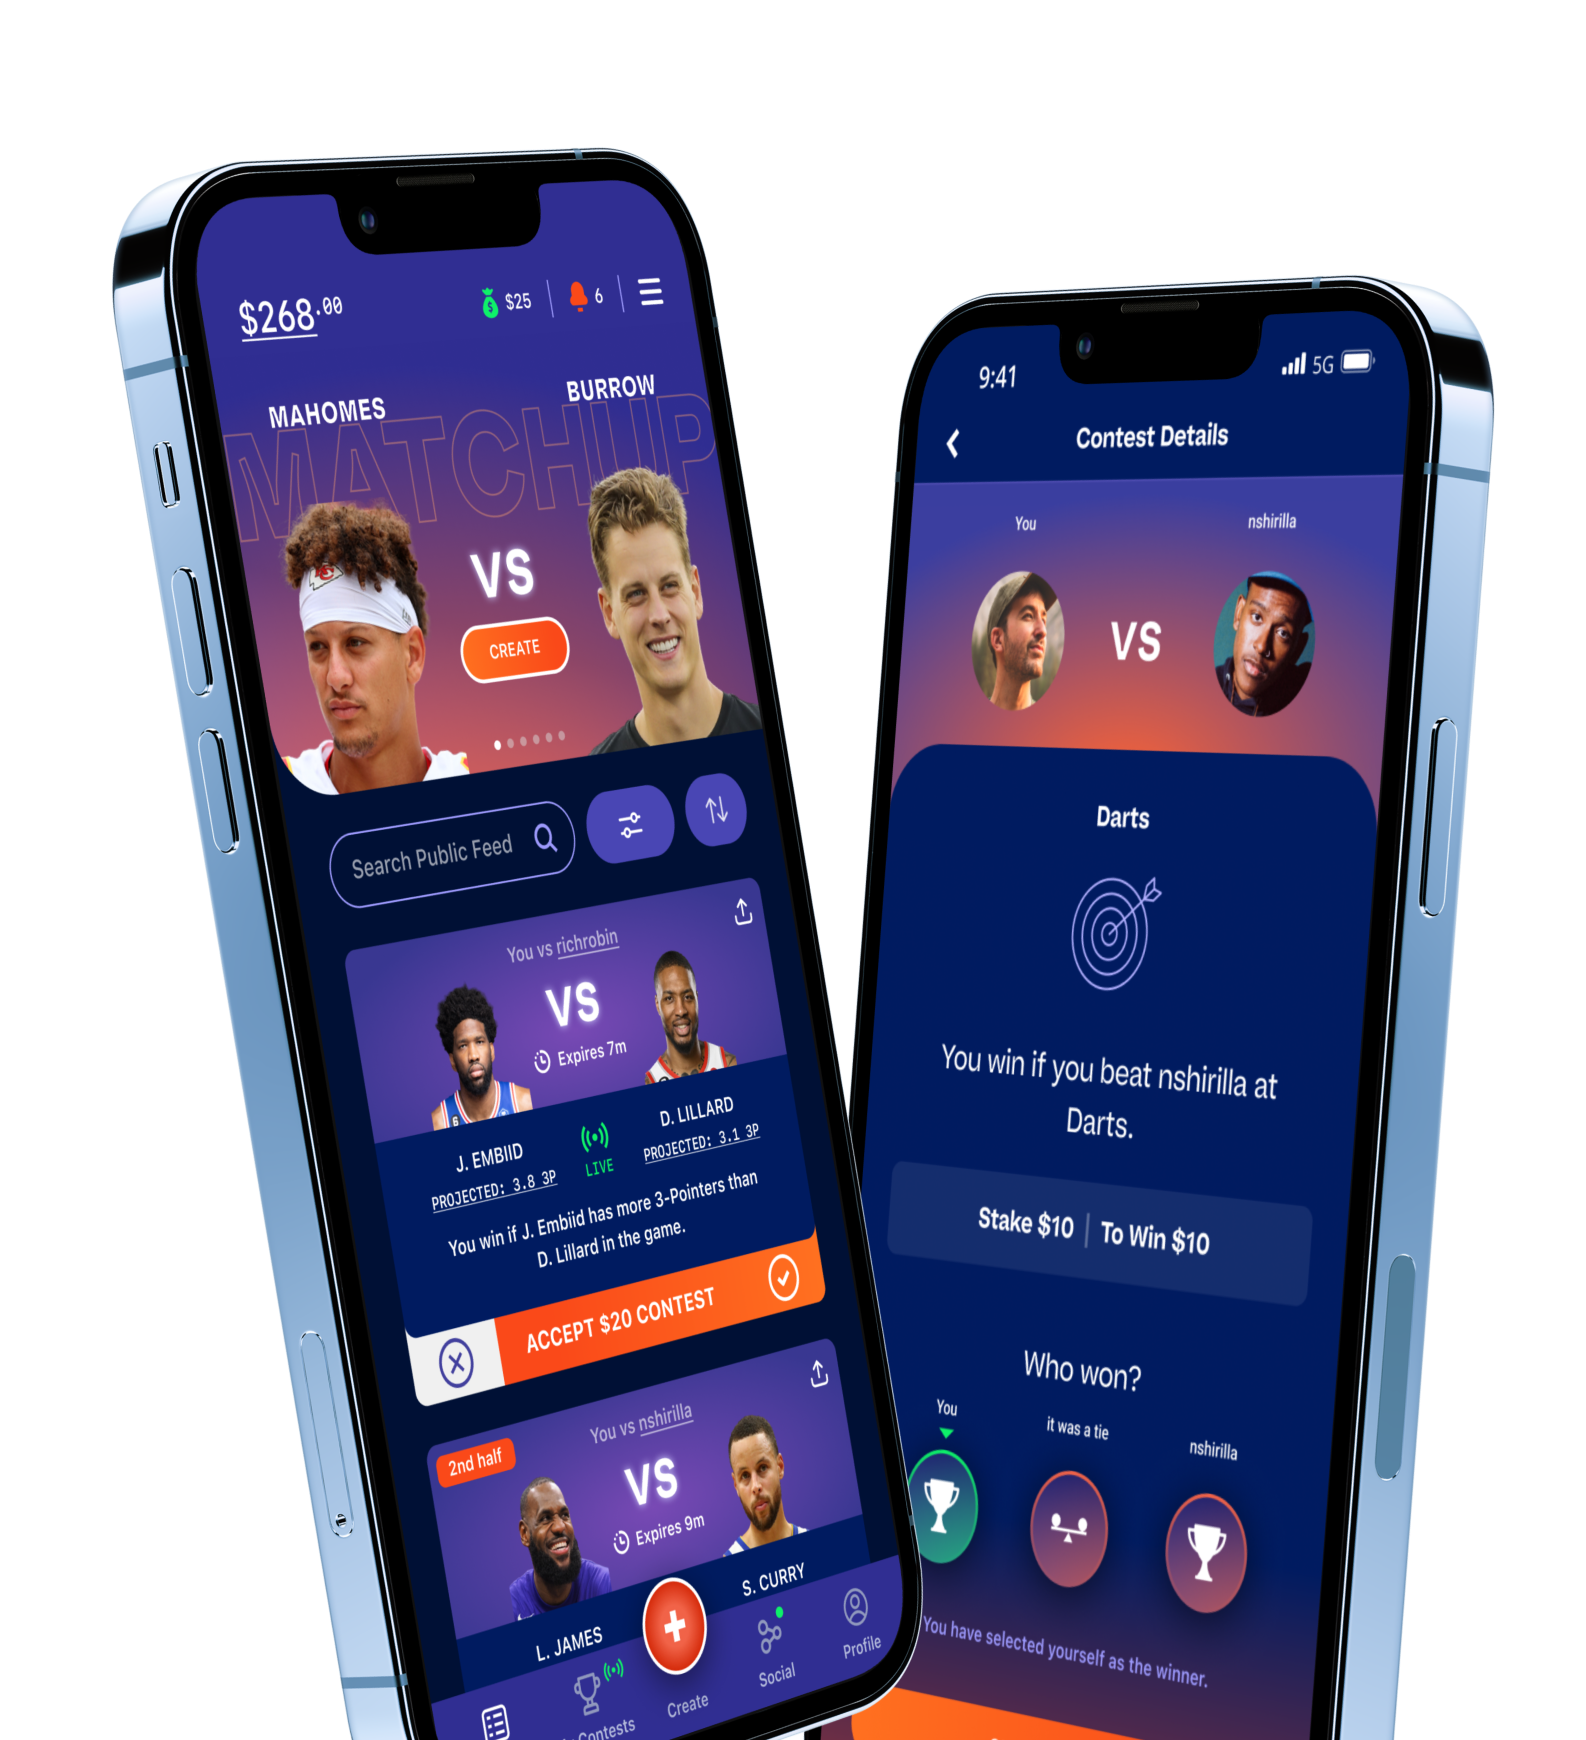 $268.00
$25
6
MAHOMES
BURROW
MATCHUP
VS
CREATE
Search Public Feed
You vs richrobin
VS
Expires 7m
J. EMBIID
D. LILLARD
PROJECTED: 3.8 3P
LIVE
PROJECTED: 3.1 3P
You win if J. Embiid has more 3-Pointers than
D. Lillard in the game.
ACCEPT $20 CONTEST
2nd half
You vs nshirilla
VS
Expires 9m
L. JAMES
S. CURRY
Contests
Create
Social
Profile
9:41
5G
Contest Details
You
nshirilla
VS
Darts
You win if you beat nshirilla at
Darts.
Stake $10 | To Win $10
Who won?
You
it was a tie
nshirilla
You have selected yourself as the winner.